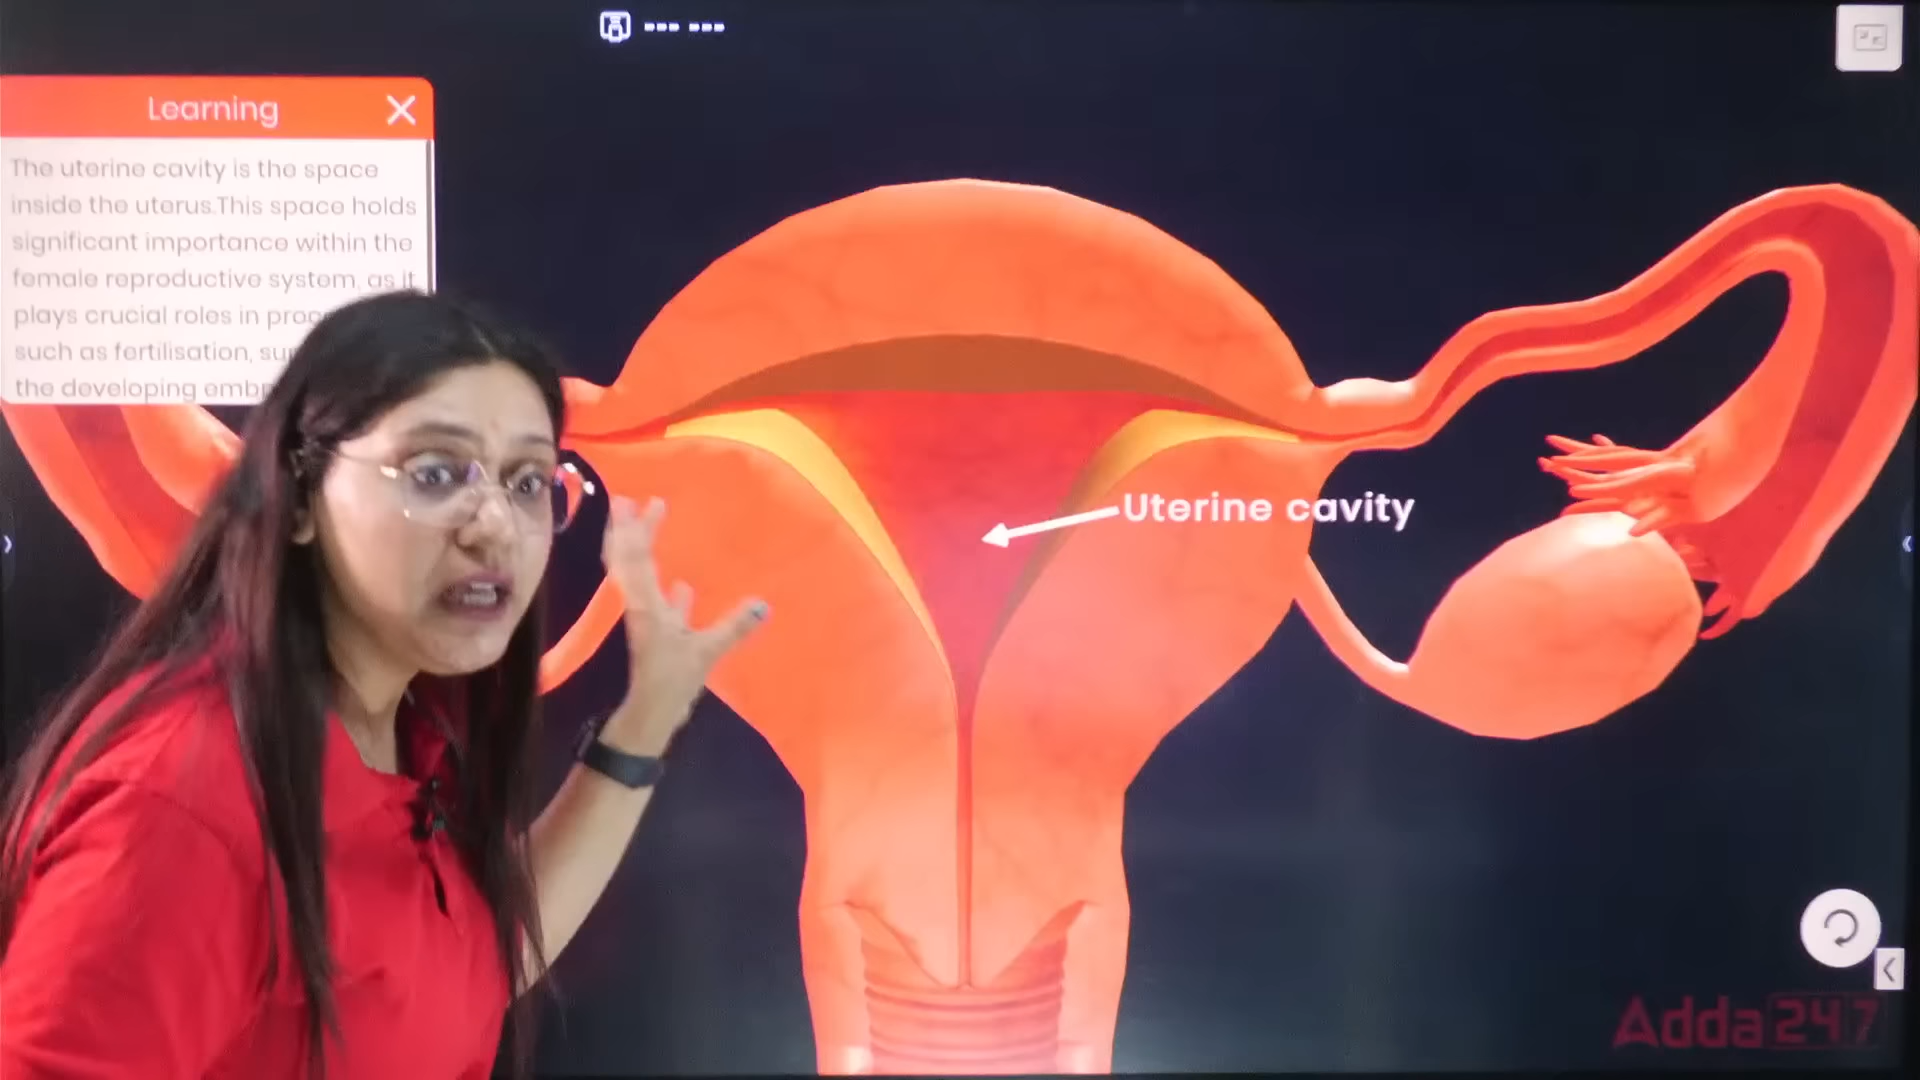 Learning
The uterine cavity is the space
inside the uterus.This space holds
significant importance within the
female reproductive system, as it
plays crucial roles in
such as fertilisation,
the developing
Uterine cavity
Adda247